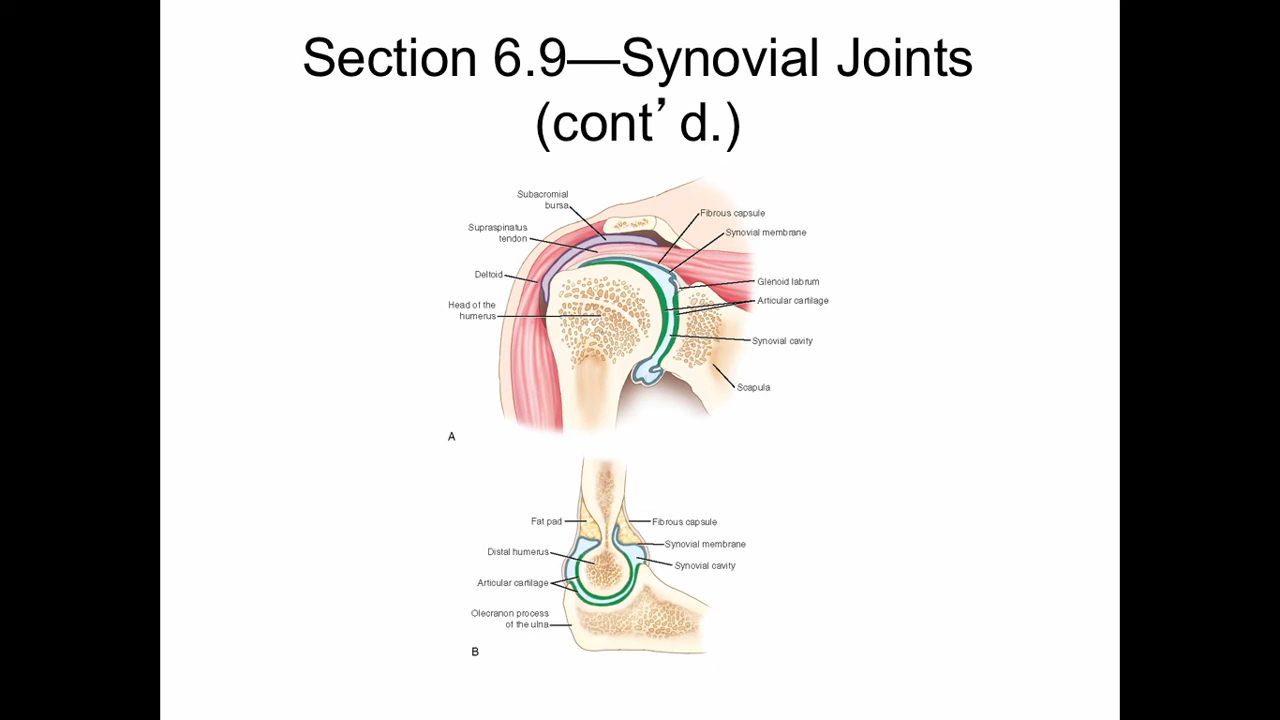 Section 6.9—Synovial Joints
(cont’d.)
Subacromial
bursa
Supraspinatus
tendon
Deltoid
Head of the
humerus
Fibrous capsule
Synovial membrane
Glenoid labrum
Articular cartilage
Synovial cavity
Scapula
A
Fat pad
Distal humerus
Articular cartilage
Olecranon process
of the ulna
Fibrous capsule
Synovial membrane
Synovial cavity
B